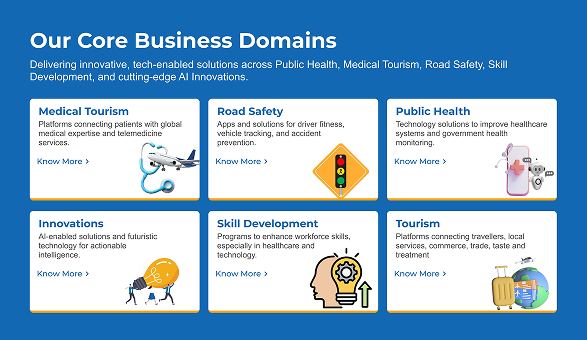 Our Core Business Domains
Delivering innovative, tech-enabled solutions across Public Health, Medical Tourism, Road Safety, Skill
Development, and cutting-edge AI Innovations.
Medical Tourism
Platforms connecting patients with global
medical expertise and telemedicine
services.
Know More >
Road Safety
Apps and solutions for driver fitness,
vehicle tracking, and accident
prevention.
Know More >
Public Health
Technology solutions to improve healthcare
systems and government health
monitoring.
Know More >
Innovations
AI-enabled solutions and futuristic
technology for actionable
intelligence.
Know More >
Skill Development
Programs to enhance workforce skills,
especially in healthcare and
technology.
Know More >
Tourism
Platforms connecting travellers, local
services, commerce, trade, taste and
treatment
Know More >